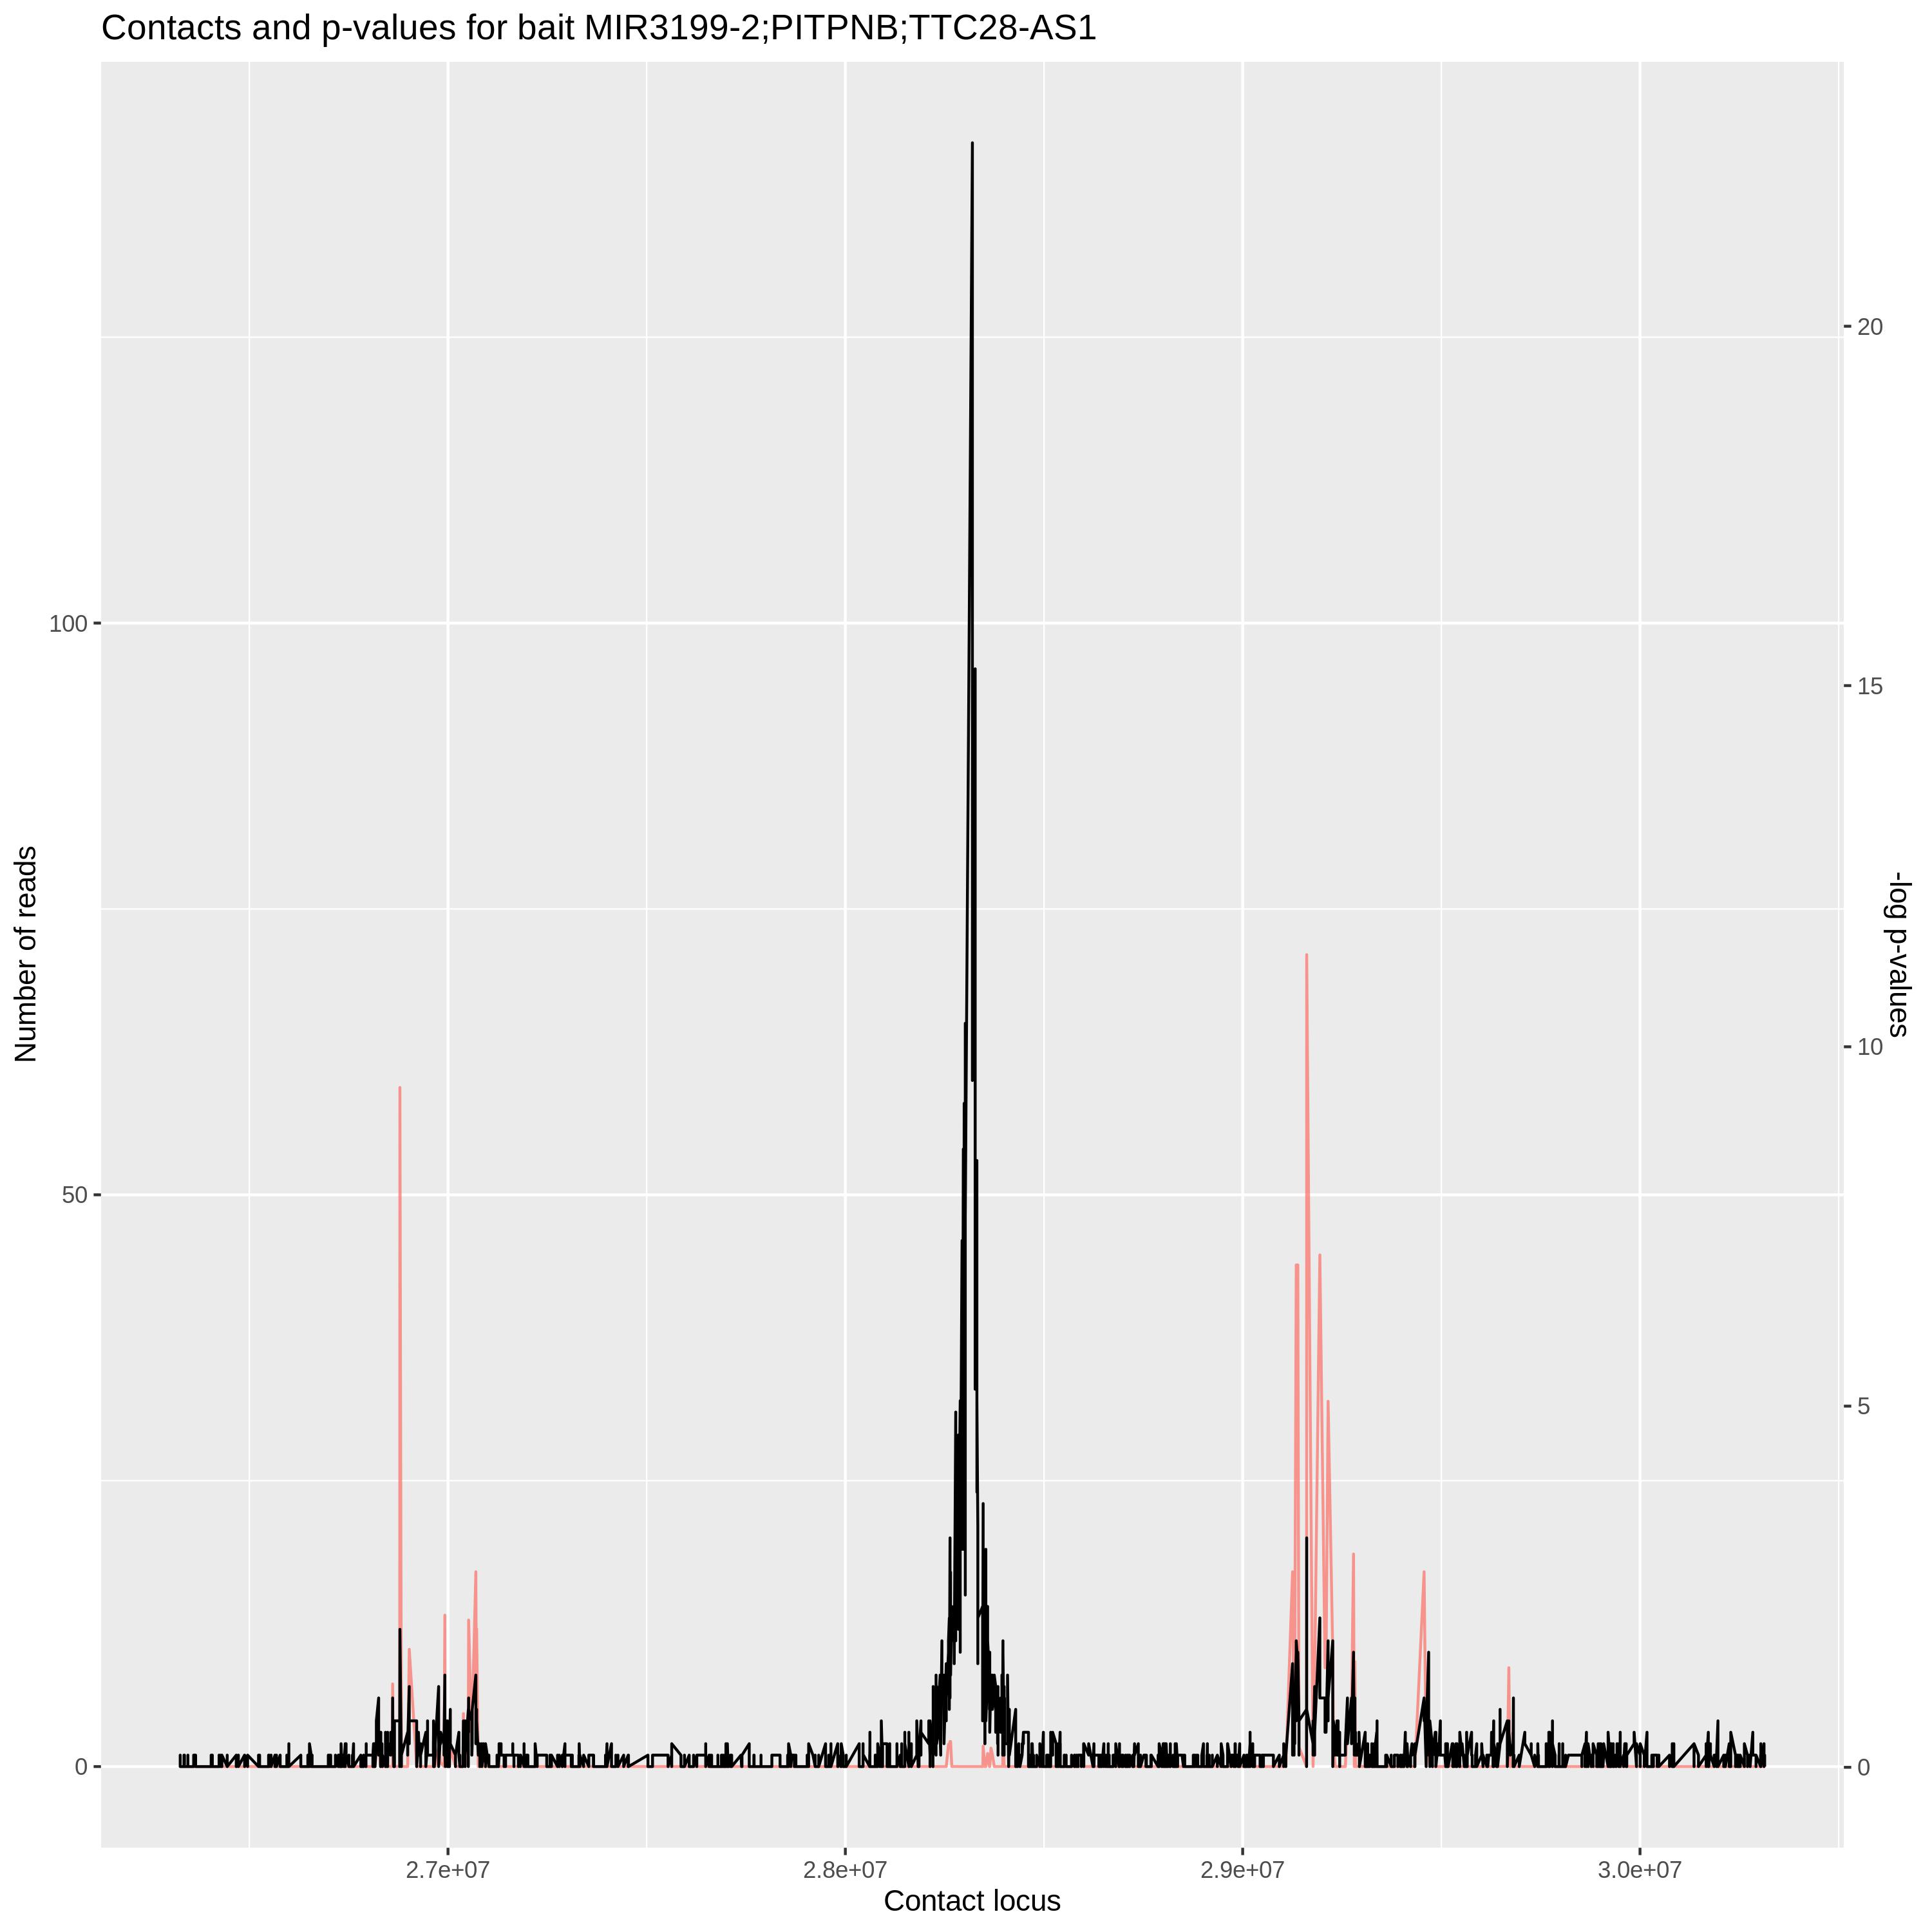 Contacts and p-values for bait MIR3199-2;PITPNB;TTC28-AS1
Number of reads
100
50
0
20
15
10
5
0
-log p-values
2.7e+07
2.8e+07
2.9e+07
3.0e+07
Contact locus